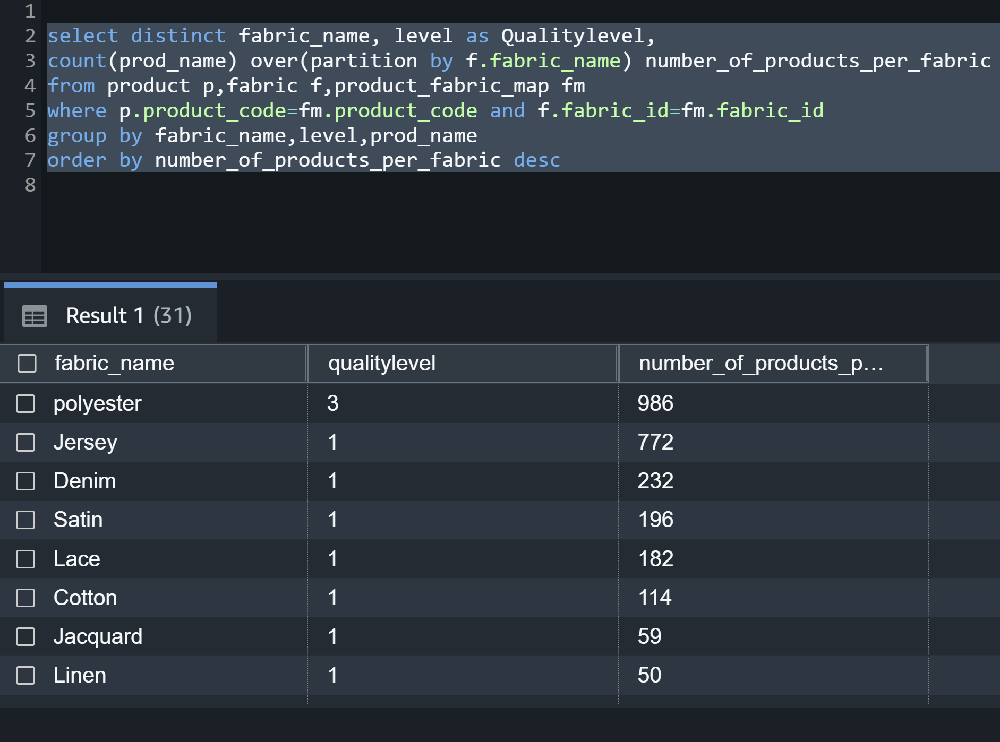 1
2 select distinct fabric_name, level as Qualitylevel,
3 count(prod_name) over(partition by f.fabric_name) number_of_products_per_fabric
4 from product p,fabric f,product_fabric_map fm
5 where p.product_code=fm.product_code and f.fabric_id=fm.fabric_id
6 group by fabric_name,level,prod_name
7 order by number_of_products_per_fabric desc
8
Result 1 (31)
fabric_name qualitylevel number_of_products_p...
polyester 3 986
Jersey 1 772
Denim 1 232
Satin 1 196
Lace 1 182
Cotton 1 114
Jacquard 1 59
Linen 1 50